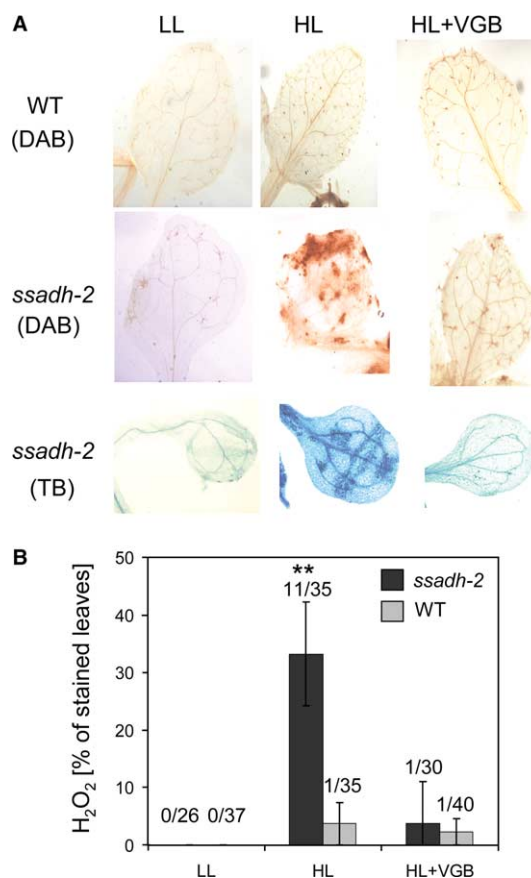 A
LL HL HL+VGB
WT
(DAB)
ssadh-2
(DAB)
ssadh-2
(TB)
B
H₂O₂ [% of stained leaves]
50
40
30
20
10
0
**
11/35
ssadh-2
WT
0/26 0/37
1/35
1/30
1/40
LL HL HL+VGB